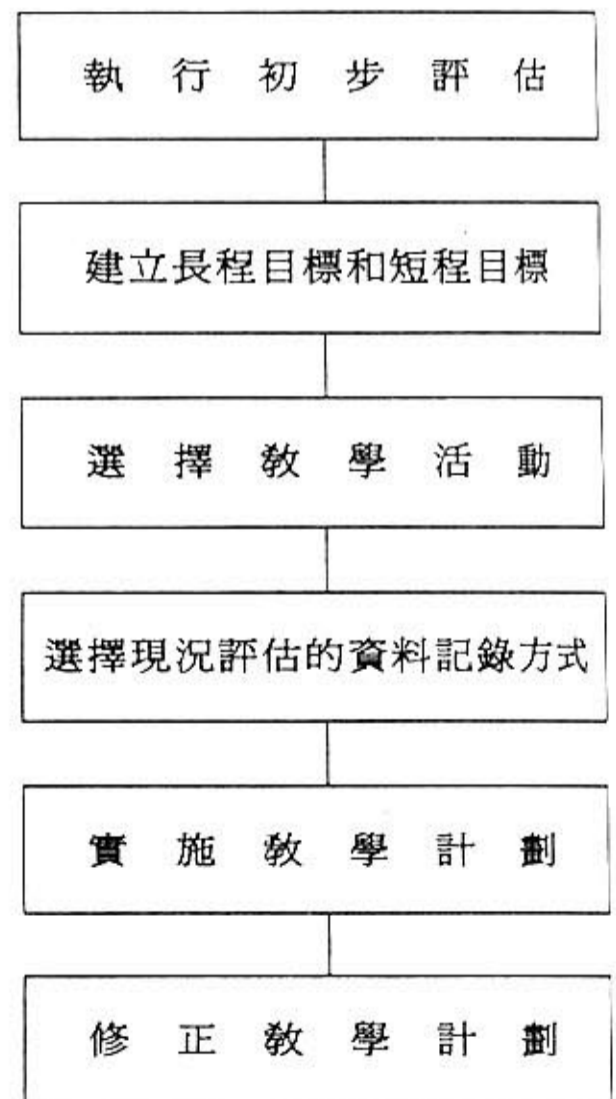 執行初步評估
建立長程目標和短程目標
選擇教學活動
選擇現況評估的資料記錄方式
實施教學計劃
修正教學計劃